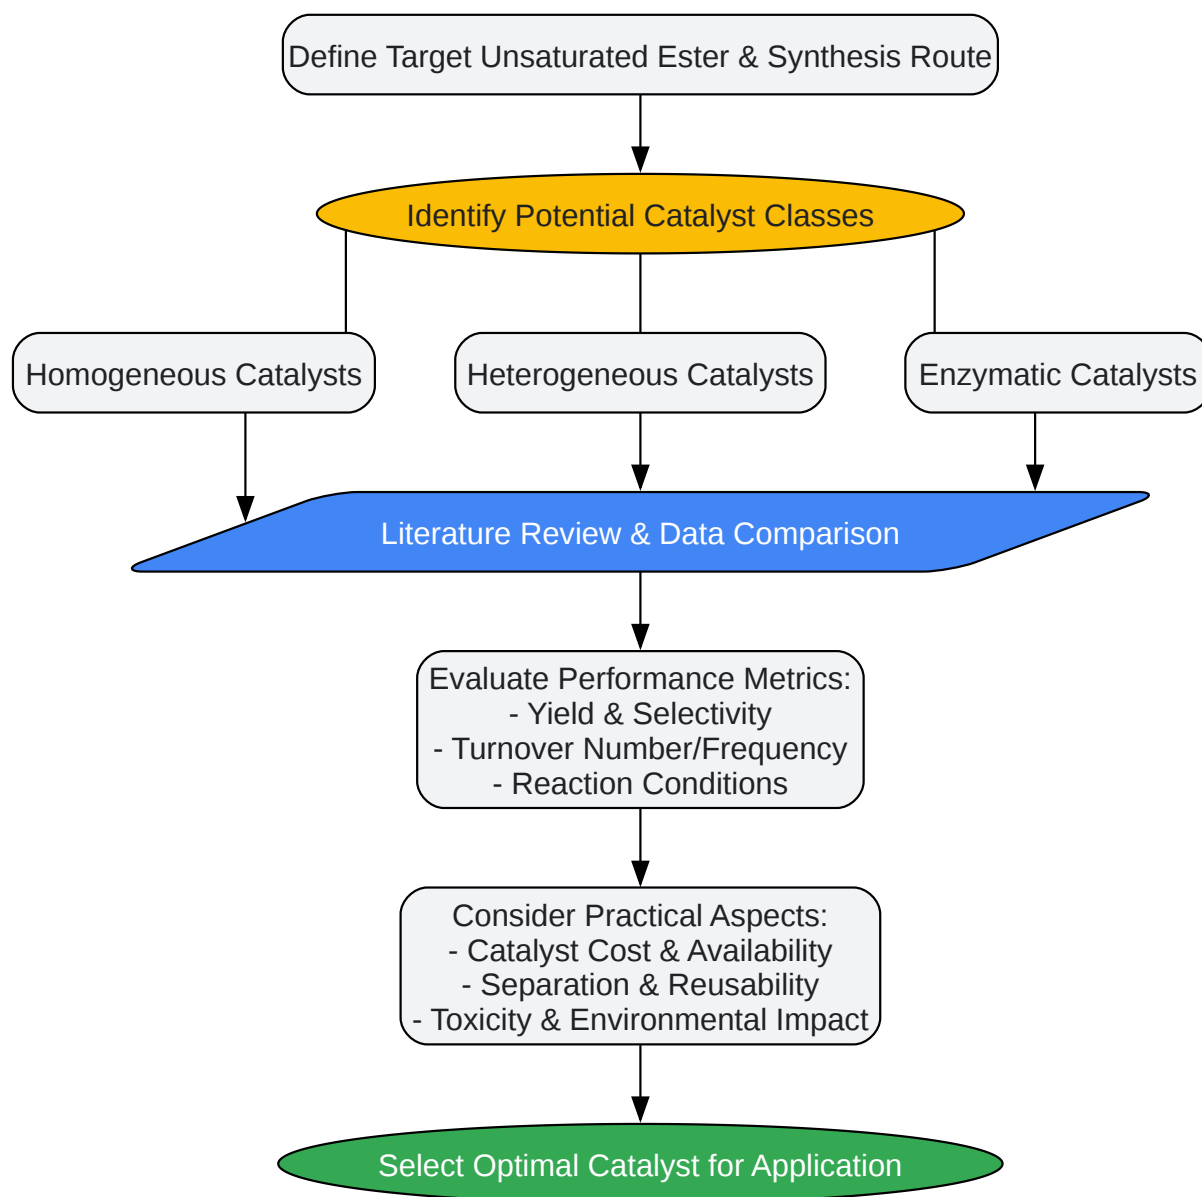 Define Target Unsaturated Ester & Synthesis Route
Identify Potential Catalyst Classes
Homogeneous Catalysts
Heterogeneous Catalysts
Enzymatic Catalysts
Literature Review & Data Comparison
Evaluate Performance Metrics:
- Yield & Selectivity
- Turnover Number/Frequency
- Reaction Conditions
Consider Practical Aspects:
- Catalyst Cost & Availability
- Separation & Reusability
- Toxicity & Environmental Impact
Select Optimal Catalyst for Application